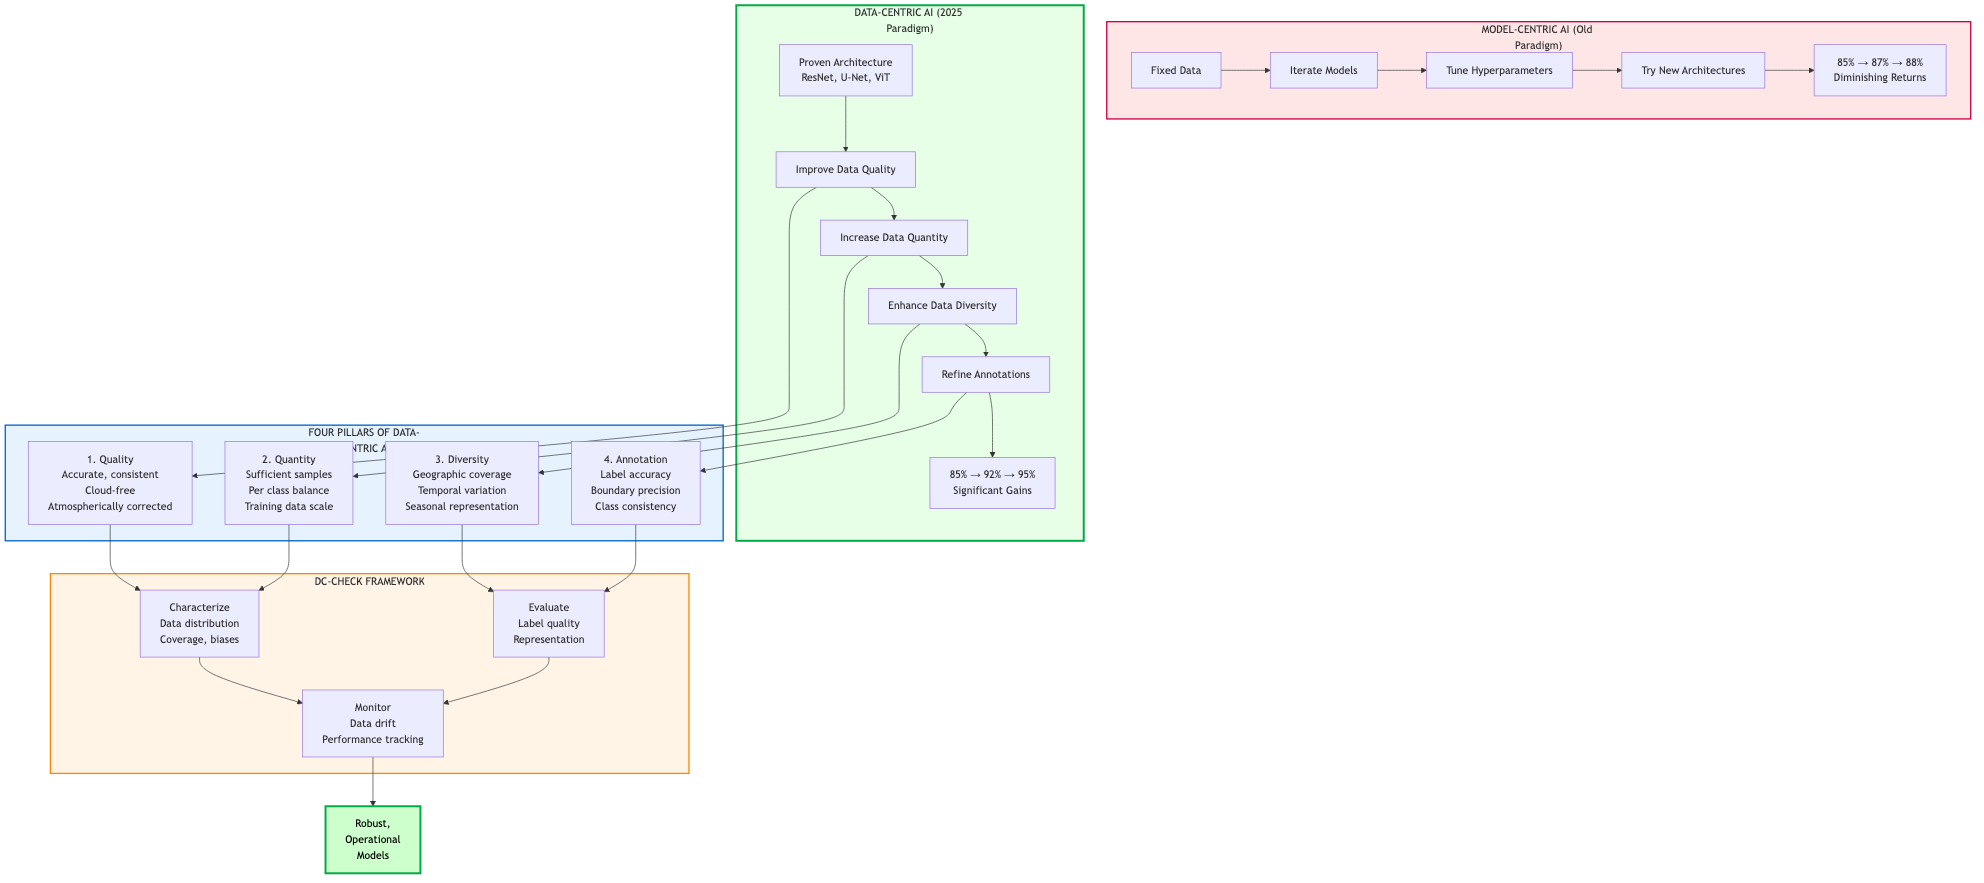 DATA-CENTRIC AI (2025
Paradigm)
Proven Architecture
ResNet, U-Net, ViT
Improve Data Quality
Increase Data Quantity
Enhance Data Diversity
Refine Annotations
85% → 92% → 95%
Significant Gains
MODEL-CENTRIC AI (Old
Paradigm)
Fixed Data
Iterate Models
Tune Hyperparameters
Try New Architectures
85% → 87% → 88%
Diminishing Returns
FOUR PILLARS OF DATA-
NTRIC A
1. Quality
Accurate, consistent
Cloud-free
Atmospherically corrected
2. Quantity
Sufficient samples
Per class balance
Training data scale
3. Diversity
Geographic coverage
Temporal variation
Seasonal representation
4. Annotation
Label accuracy
Boundary precision
Class consistency
DC-CHECK FRAMEWORK
Characterize
Data distribution
Coverage, biases
Evaluate
Label quality
Representation
Monitor
Data drift
Performance tracking
Robust,
Operational
Models